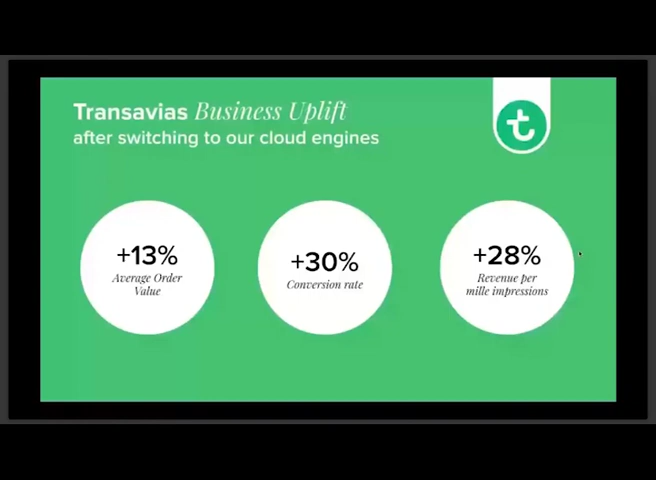 Transavias Business Uplift
after switching to our cloud engines
t
+13%
Average Order
Value
+30%
Conversion rate
+28%
Revenue per
mille impressions